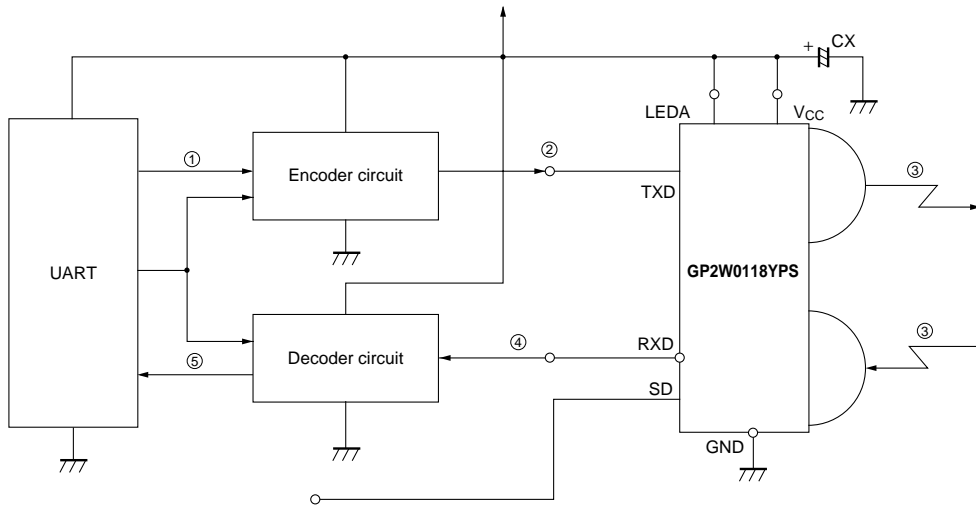 + CX
LEDA
VCC
①
Encoder circuit
②
③
TXD
UART
GP2W0118YPS
⑤
Decoder circuit
④
RXD
③
SD
GND